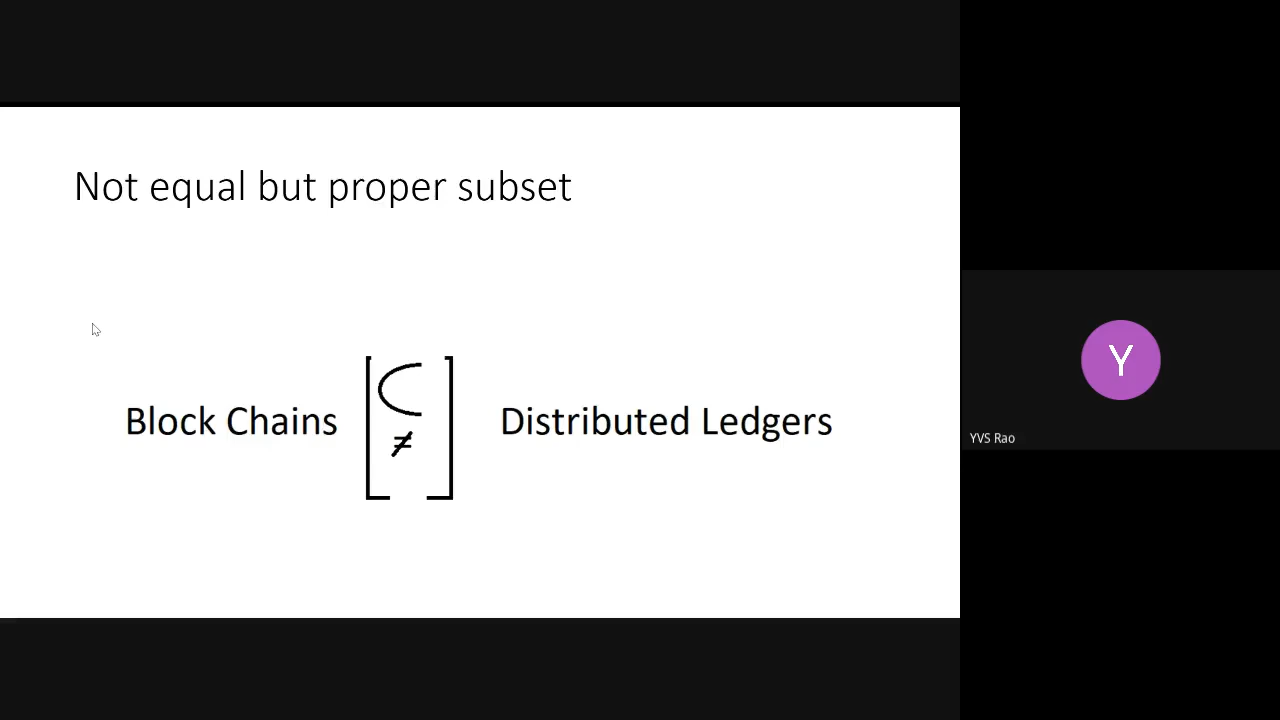 Not equal but proper subset
Block Chains [⊂ ≠] Distributed Ledgers
Y
YVS Rao